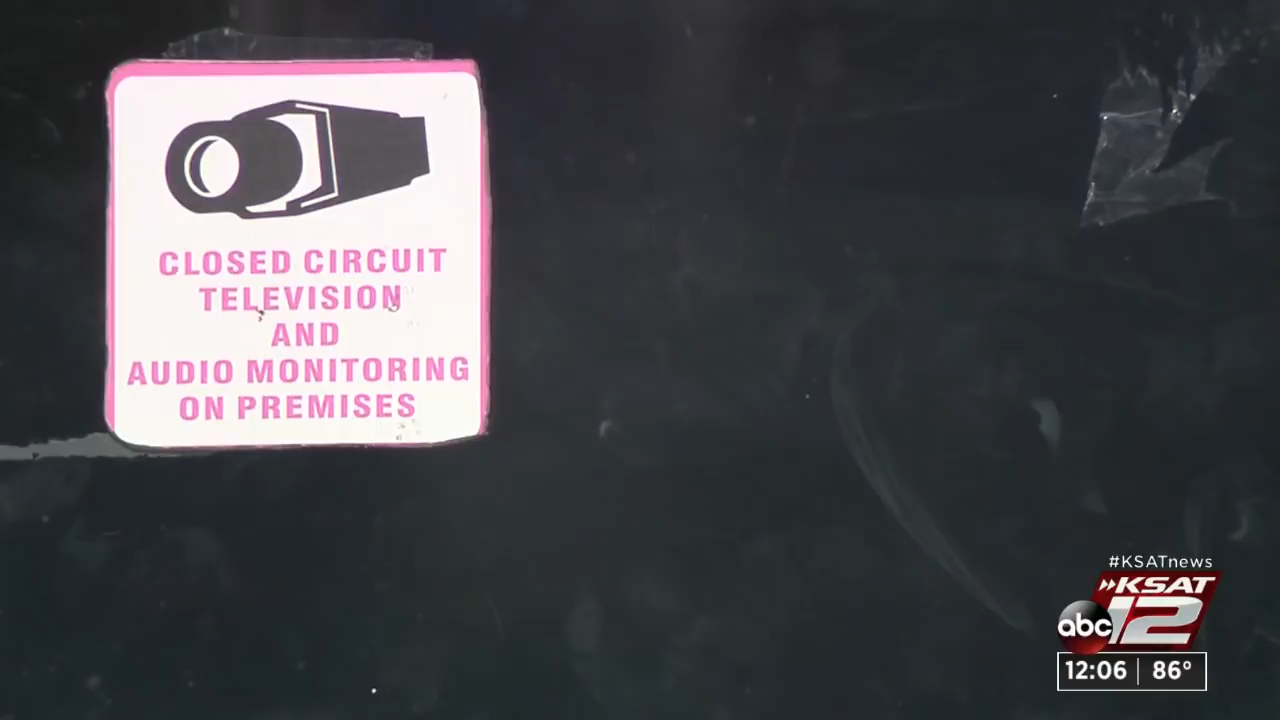 CLOSED CIRCUIT
TELEVISION
AND
AUDIO MONITORING
ON PREMISES
#KSATnews
KSAT
abc 12
12:06 | 86°